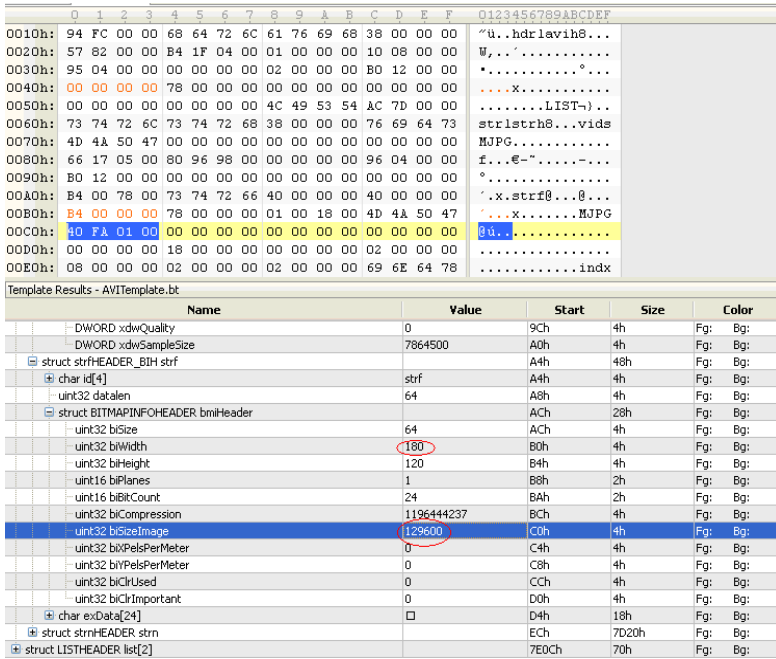 0 1 2 3 4 5 6 7 8 9 A B C D E F 0123456789ABCDEF
0010h: 94 FC 00 00 68 64 72 6C 61 76 69 68 38 00 00 00 ”ü..hdrlavih8...
0020h: 57 82 00 00 B4 1F 04 00 01 00 00 00 10 08 00 00 W‚..´...........
0030h: 95 04 00 00 00 00 00 00 02 00 00 00 B0 12 00 00 •...........°...
0040h: 00 00 00 00 78 00 00 00 00 00 00 00 00 00 00 00 ....x...........
0050h: 00 00 00 00 00 00 00 00 4C 49 53 54 AC 7D 00 00 ........LIST¬}..
0060h: 73 74 72 6C 73 74 72 68 38 00 00 00 76 69 64 73 strlstrh8...vids
0070h: 4D 4A 50 47 00 00 00 00 00 00 00 00 00 00 00 00 MJPG............
0080h: 66 17 05 00 80 96 98 00 00 00 00 00 96 04 00 00 f...€–˜.....–...
0090h: B0 12 00 00 00 00 00 00 00 00 00 00 00 00 00 00 °...............
00A0h: B4 00 78 00 73 74 72 66 40 00 00 00 40 00 00 00 ´.x.strf@...@...
00B0h: B4 00 00 00 78 00 00 00 01 00 18 00 4D 4A 50 47 ´...x.......MJPG
00C0h: 40 FA 01 00 00 00 00 00 00 00 00 00 00 00 00 00 @ú..............
00D0h: 00 00 00 00 18 00 00 00 00 00 00 00 02 00 00 00 ................
00E0h: 08 00 00 00 02 00 00 00 02 00 00 00 69 6E 64 78 ............indx
Template Results - AVITemplate.bt
Name Value Start Size Color
DWORD xdwQuality 0 9Ch 4h Fg: Bg:
DWORD xdwSampleSize 7864500 A0h 4h Fg: Bg:
struct strfHEADER_BIH strf A4h 48h Fg: Bg:
char id[4] strf A4h 4h Fg: Bg:
uint32 datalen 64 A8h 4h Fg: Bg:
struct BITMAPINFOHEADER bmiHeader ACh 28h Fg: Bg:
uint32 biSize 64 ACh 4h Fg: Bg:
uint32 biWidth 180 B0h 4h Fg: Bg:
uint32 biHeight 120 B4h 4h Fg: Bg:
uint16 biPlanes 1 B8h 2h Fg: Bg:
uint16 biBitCount 24 BAh 2h Fg: Bg:
uint32 biCompression 1196444237 BCh 4h Fg: Bg:
uint32 biSizeImage 129600 C0h 4h Fg: Bg:
uint32 biXPelsPerMeter 0 C4h 4h Fg: Bg:
uint32 biYPelsPerMeter 0 C8h 4h Fg: Bg:
uint32 biClrUsed 0 CCh 4h Fg: Bg:
uint32 biClrImportant 0 D0h 4h Fg: Bg:
char exData[24] □ D4h 18h Fg: Bg:
struct strnHEADER strn ECh 7D20h Fg: Bg:
struct LISTHEADER list[2] 7E0Ch 70h Fg: Bg: